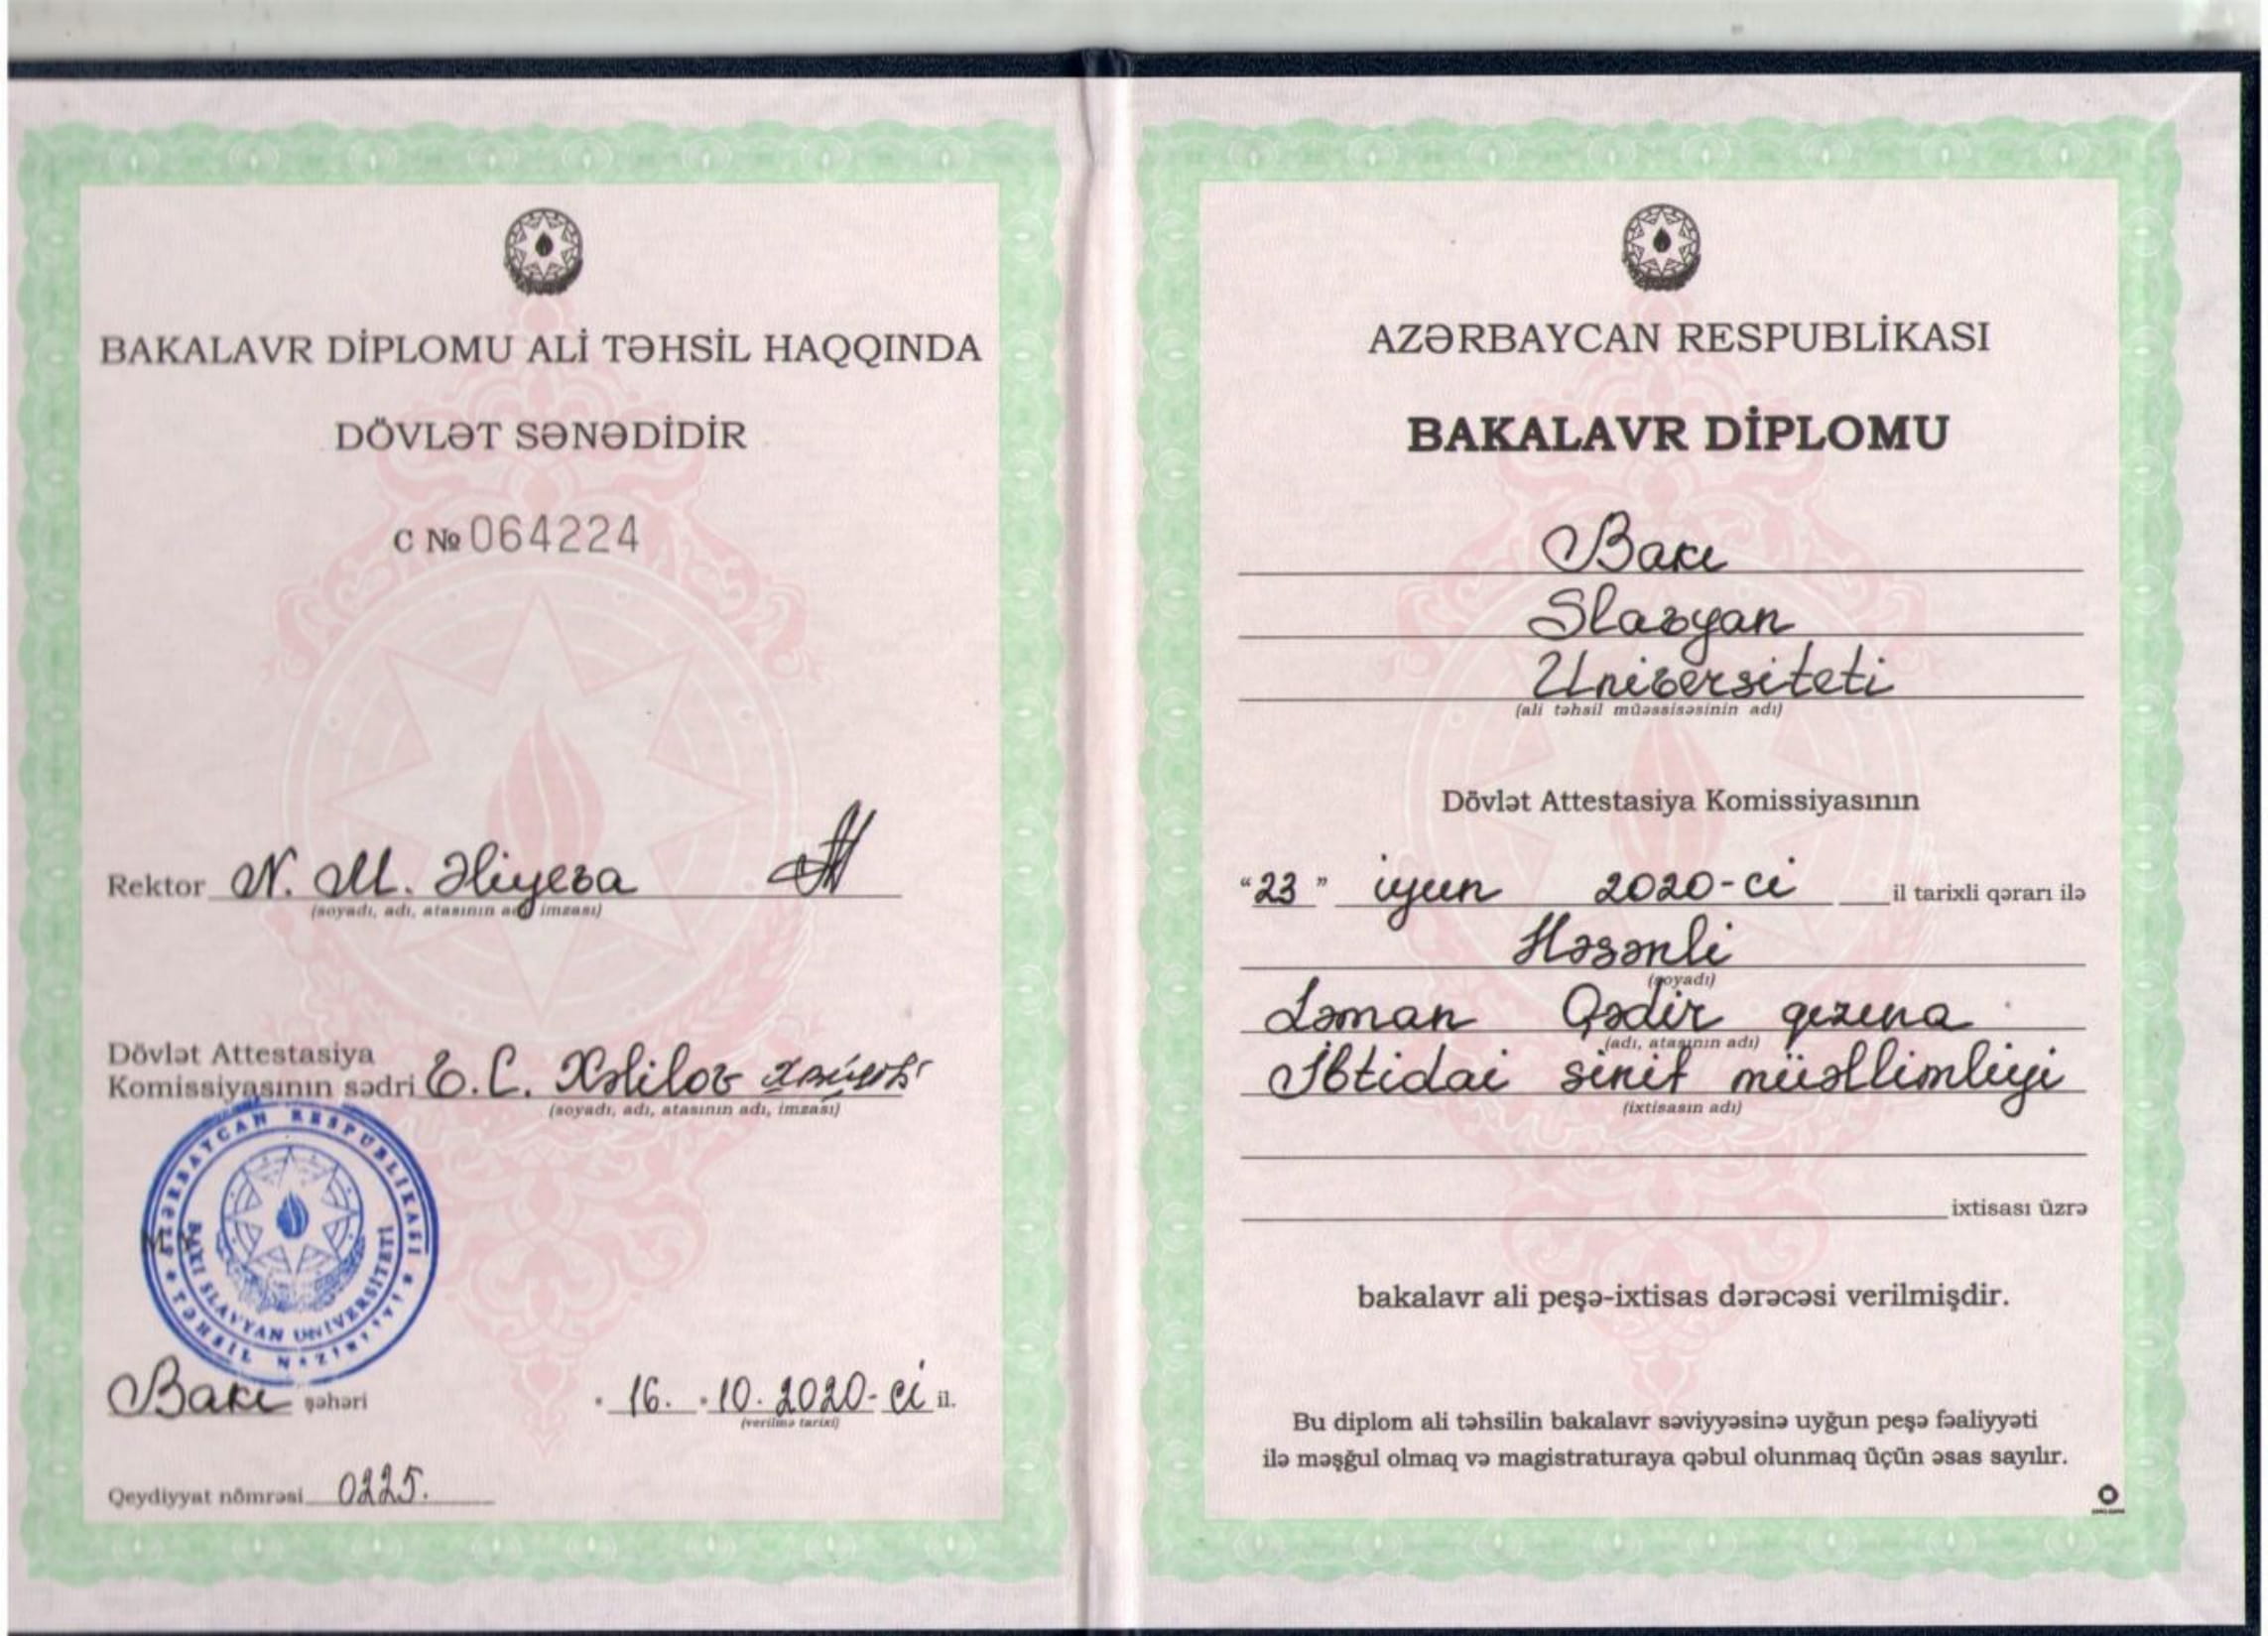 BAKALAVR DİPLOMU ALİ TƏHSİL HAQQINDA
DÖVLƏT SƏNƏDİDİR
C № 064224
Rektor N. M. Əliyeva
(soyadı, adı, atasının adı, imzası)
Dövlət Attestasiya
Komissiyasının sədri E.C. Xəlilov
(soyadı, adı, atasının adı, imzası)
AZƏRBAYCAN RESPUBLİKASI
TƏHSİL NAZİRLİYİ
BAKI SLAVYAN UNİVERSİTETİ
Bakı şəhəri
16. 10. 2020-ci il.
(verilmə tarixi)
Qeydiyyat nömrəsi 0225.
AZƏRBAYCAN RESPUBLİKASI
BAKALAVR DİPLOMU
Bakı
Slavyan
Universiteti
(ali təhsil müəssisəsinin adı)
Dövlət Attestasiya Komissiyasının
“23” iyun 2020-ci il tarixli qərarı ilə
Həsənli
(soyadı)
Ləman Qədir qızına
(adı, atasının adı)
İbtidai sinif müəllimliyi
(ixtisasın adı)
ixtisası üzrə
bakalavr ali peşə-ixtisas dərəcəsi verilmişdir.
Bu diplom ali təhsilin bakalavr səviyyəsinə uyğun peşə fəaliyyəti
ilə məşğul olmaq və magistraturaya qəbul olunmaq üçün əsas sayılır.